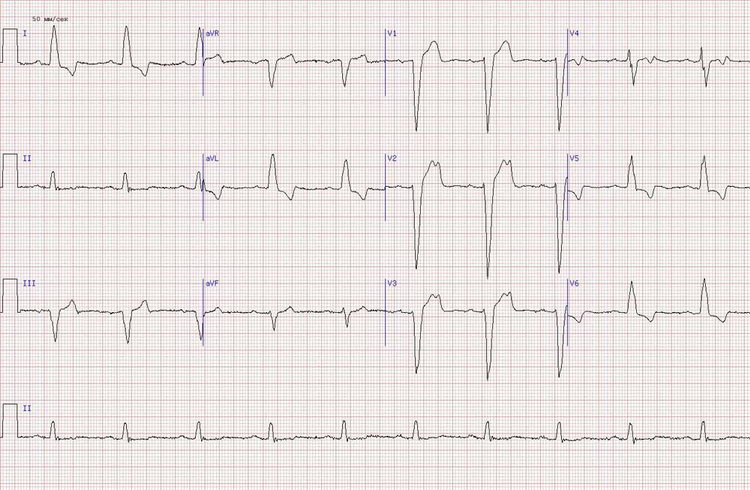 50 мм/сек
I aVR V1 V4
II aVL V2 V5
III aVF V3 V6
II